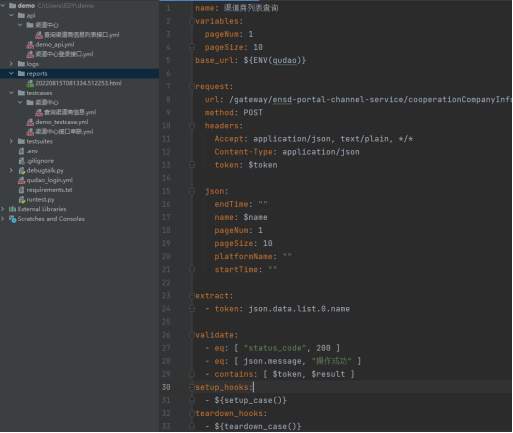 demo C:\Users\EDY\demo
api
渠道中心
查询渠道商信息列表接口.yml
demo_api.yml
渠道中心登录接口.yml
logs
reports
20220815T081334.512253.html
testcases
渠道中心
查询渠道商信息.yml
demo_testcase.yml
渠道中心接口串联.yml
testsuites
.env
.gitignore
debugtalk.py
qudao_login.yml
requirements.txt
runtest.py
External Libraries
Scratches and Consoles
1 name: 渠道商列表查询
2 variables:
3 pageNum: 1
4 pageSize: 10
5 base_url: ${ENV(qudao)}
6
7 request:
8 url: /gateway/ensd-portal-channel-service/cooperationCompanyInf
9 method: POST
10 headers:
11 Accept: application/json, text/plain, */*
12 Content-Type: application/json
13 token: $token
14
15 json:
16 endTime: ""
17 name: $name
18 pageNum: 1
19 pageSize: 10
20 platformName: ""
21 startTime: ""
22
23 extract:
24 - token: json.data.list.0.name
25
26 validate:
27 - eq: [ "status_code", 200 ]
28 - eq: [ json.message, "操作成功" ]
29 - contains: [ $token, $result ]
30 setup_hooks:
31 - ${setup_case()}
32 teardown_hooks:
33 - ${teardown_case()}